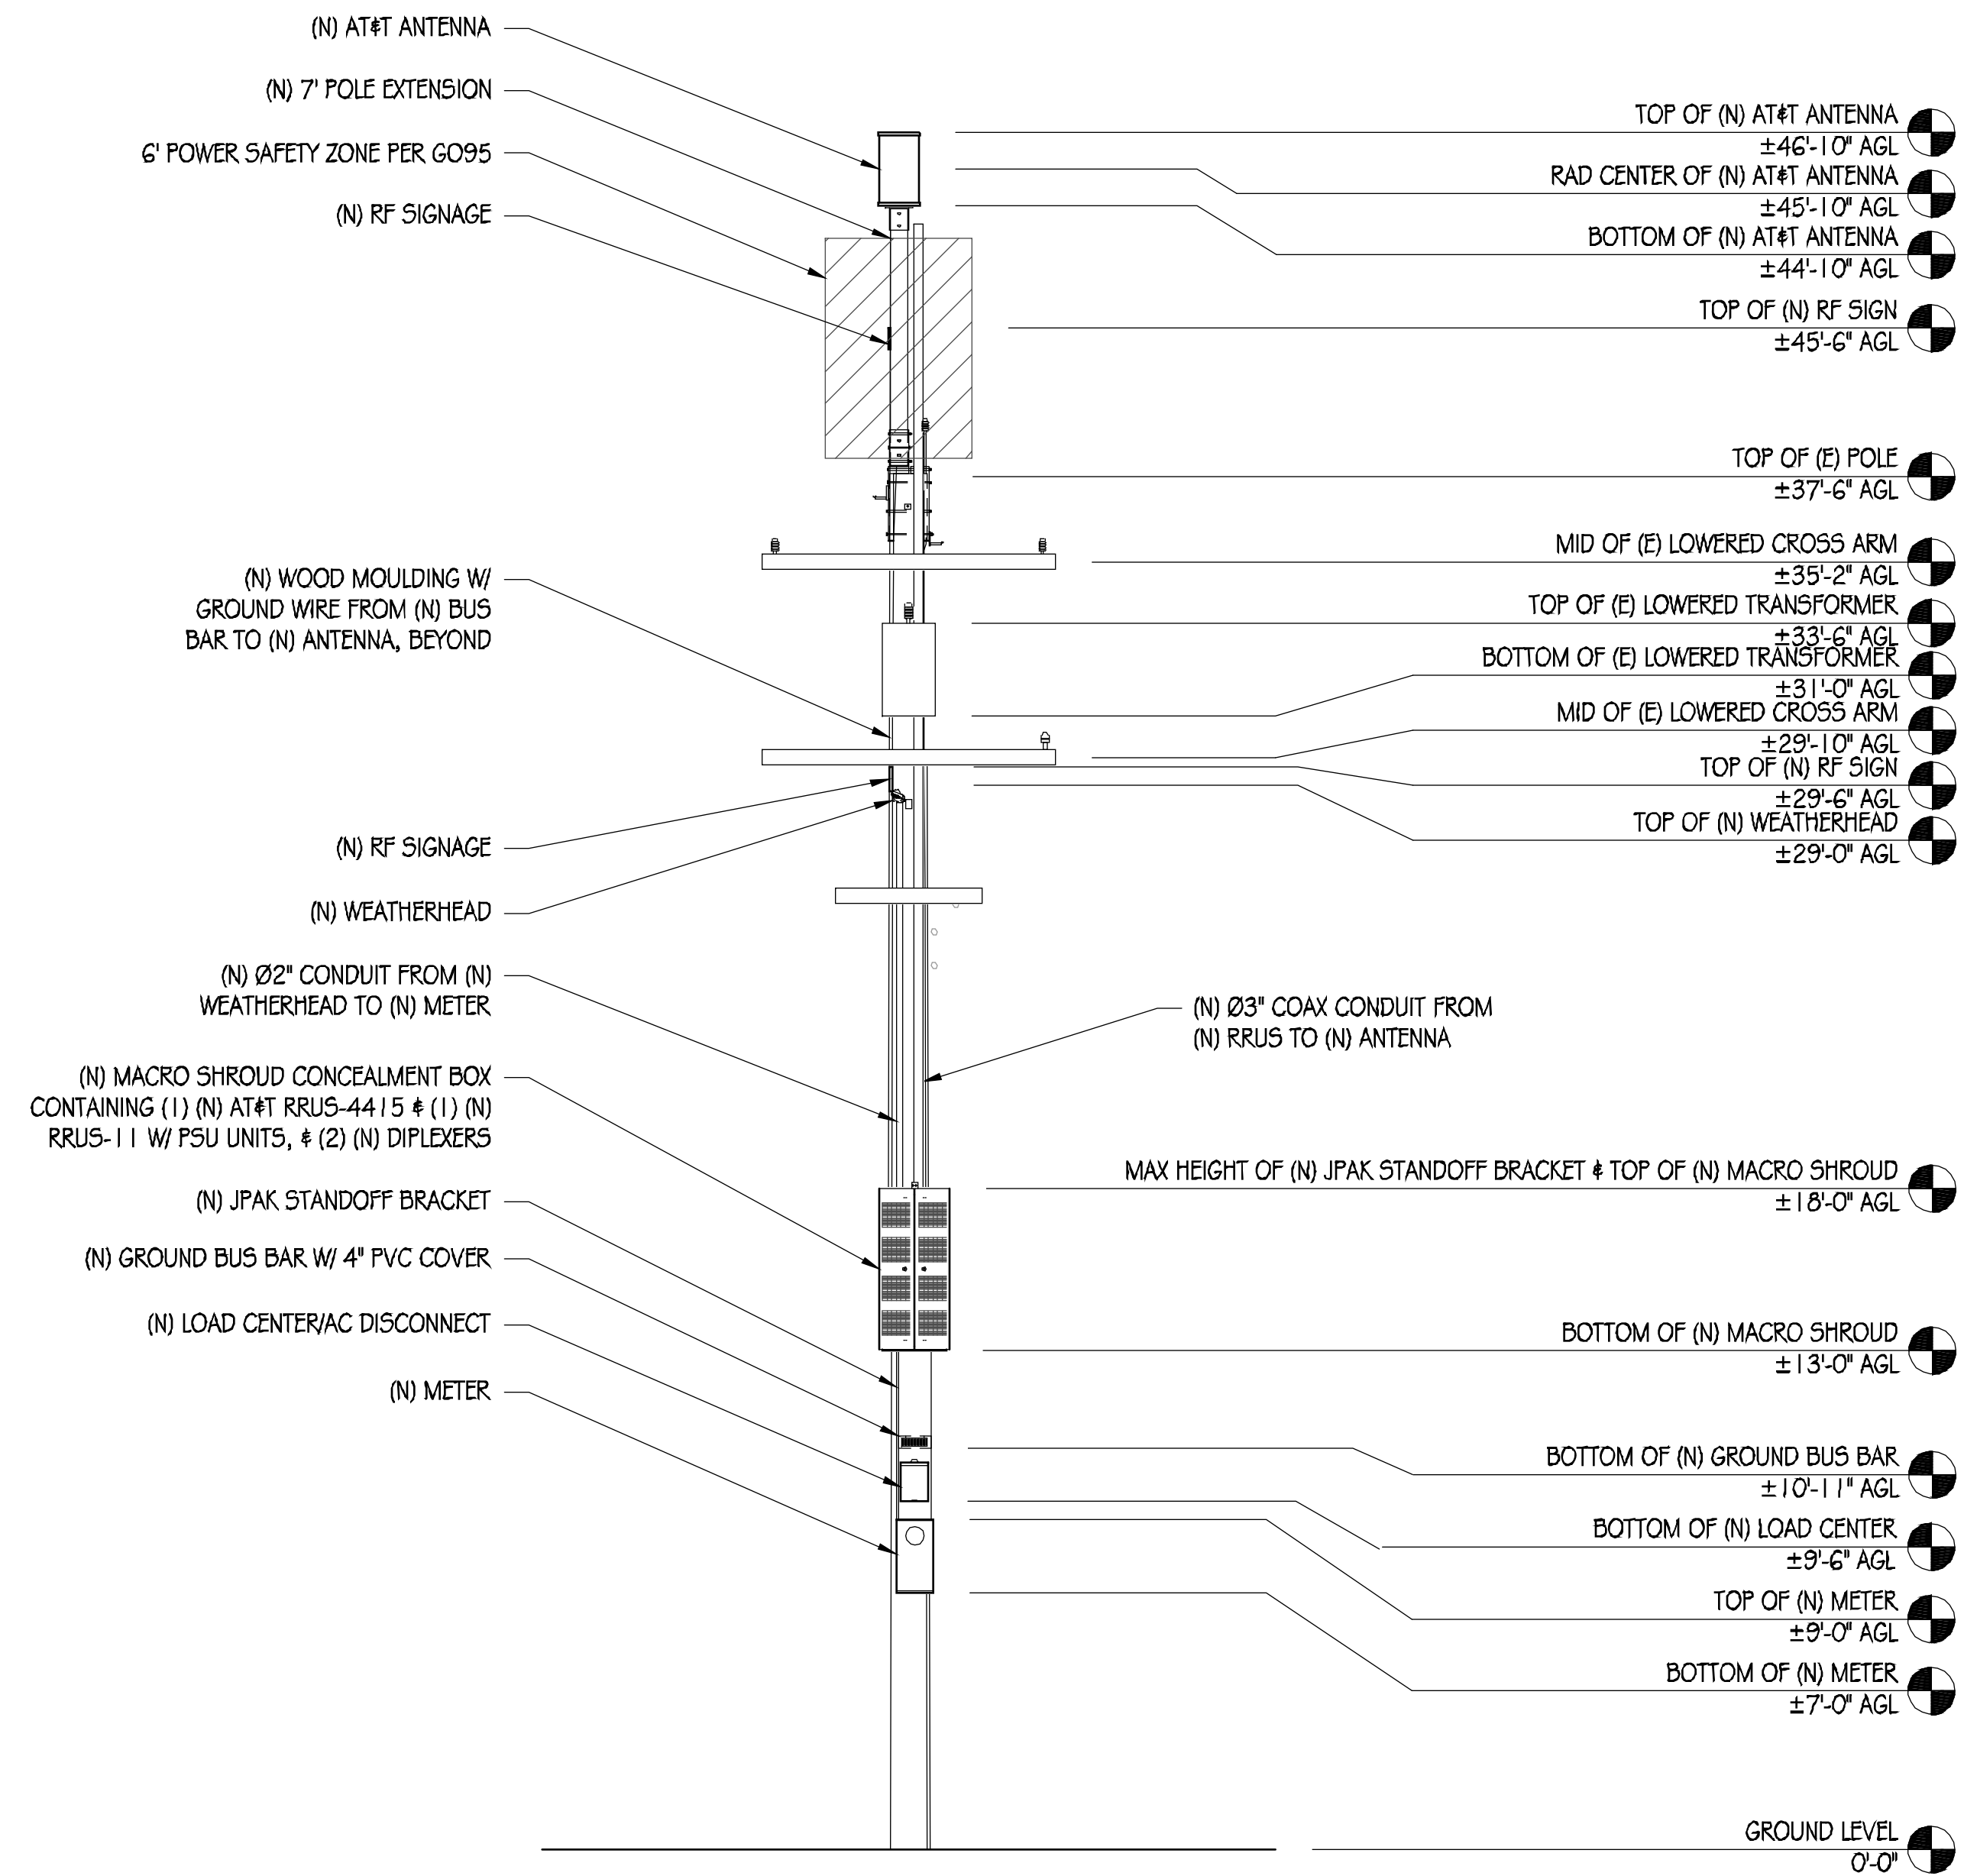 (N) AT&T ANTENNA
(N) 7' POLE EXTENSION
6' POWER SAFETY ZONE PER GO95
(N) RF SIGNAGE
(N) WOOD MOULDING W/
GROUND WIRE FROM (N) BUS
BAR TO (N) ANTENNA, BEYOND
(N) RF SIGNAGE
(N) WEATHERHEAD
(N) Ø2" CONDUIT FROM (N)
WEATHERHEAD TO (N) METER
(N) MACRO SHROUD CONCEALMENT BOX
CONTAINING (1) (N) AT&T RRUS-4415 & (1) (N)
RRUS-11 W/ PSU UNITS, & (2) (N) DIPLEXERS
(N) JPAK STANDOFF BRACKET
(N) GROUND BUS BAR W/ 4" PVC COVER
(N) LOAD CENTER/AC DISCONNECT
(N) METER
(N) Ø3" COAX CONDUIT FROM
(N) RRUS TO (N) ANTENNA
TOP OF (N) AT&T ANTENNA
±46'-10" AGL
RAD CENTER OF (N) AT&T ANTENNA
±45'-10" AGL
BOTTOM OF (N) AT&T ANTENNA
±44'-10" AGL
TOP OF (N) RF SIGN
±45'-6" AGL
TOP OF (E) POLE
±37'-6" AGL
MID OF (E) LOWERED CROSS ARM
±35'-2" AGL
TOP OF (E) LOWERED TRANSFORMER
±33'-6" AGL
BOTTOM OF (E) LOWERED TRANSFORMER
±31'-0" AGL
MID OF (E) LOWERED CROSS ARM
±29'-10" AGL
TOP OF (N) RF SIGN
±29'-6" AGL
TOP OF (N) WEATHERHEAD
±29'-0" AGL
MAX HEIGHT OF (N) JPAK STANDOFF BRACKET & TOP OF (N) MACRO SHROUD
±18'-0" AGL
BOTTOM OF (N) MACRO SHROUD
±13'-0" AGL
BOTTOM OF (N) GROUND BUS BAR
±10'-11" AGL
BOTTOM OF (N) LOAD CENTER
±9'-6" AGL
TOP OF (N) METER
±9'-0" AGL
BOTTOM OF (N) METER
±7'-0" AGL
GROUND LEVEL
0'-0"